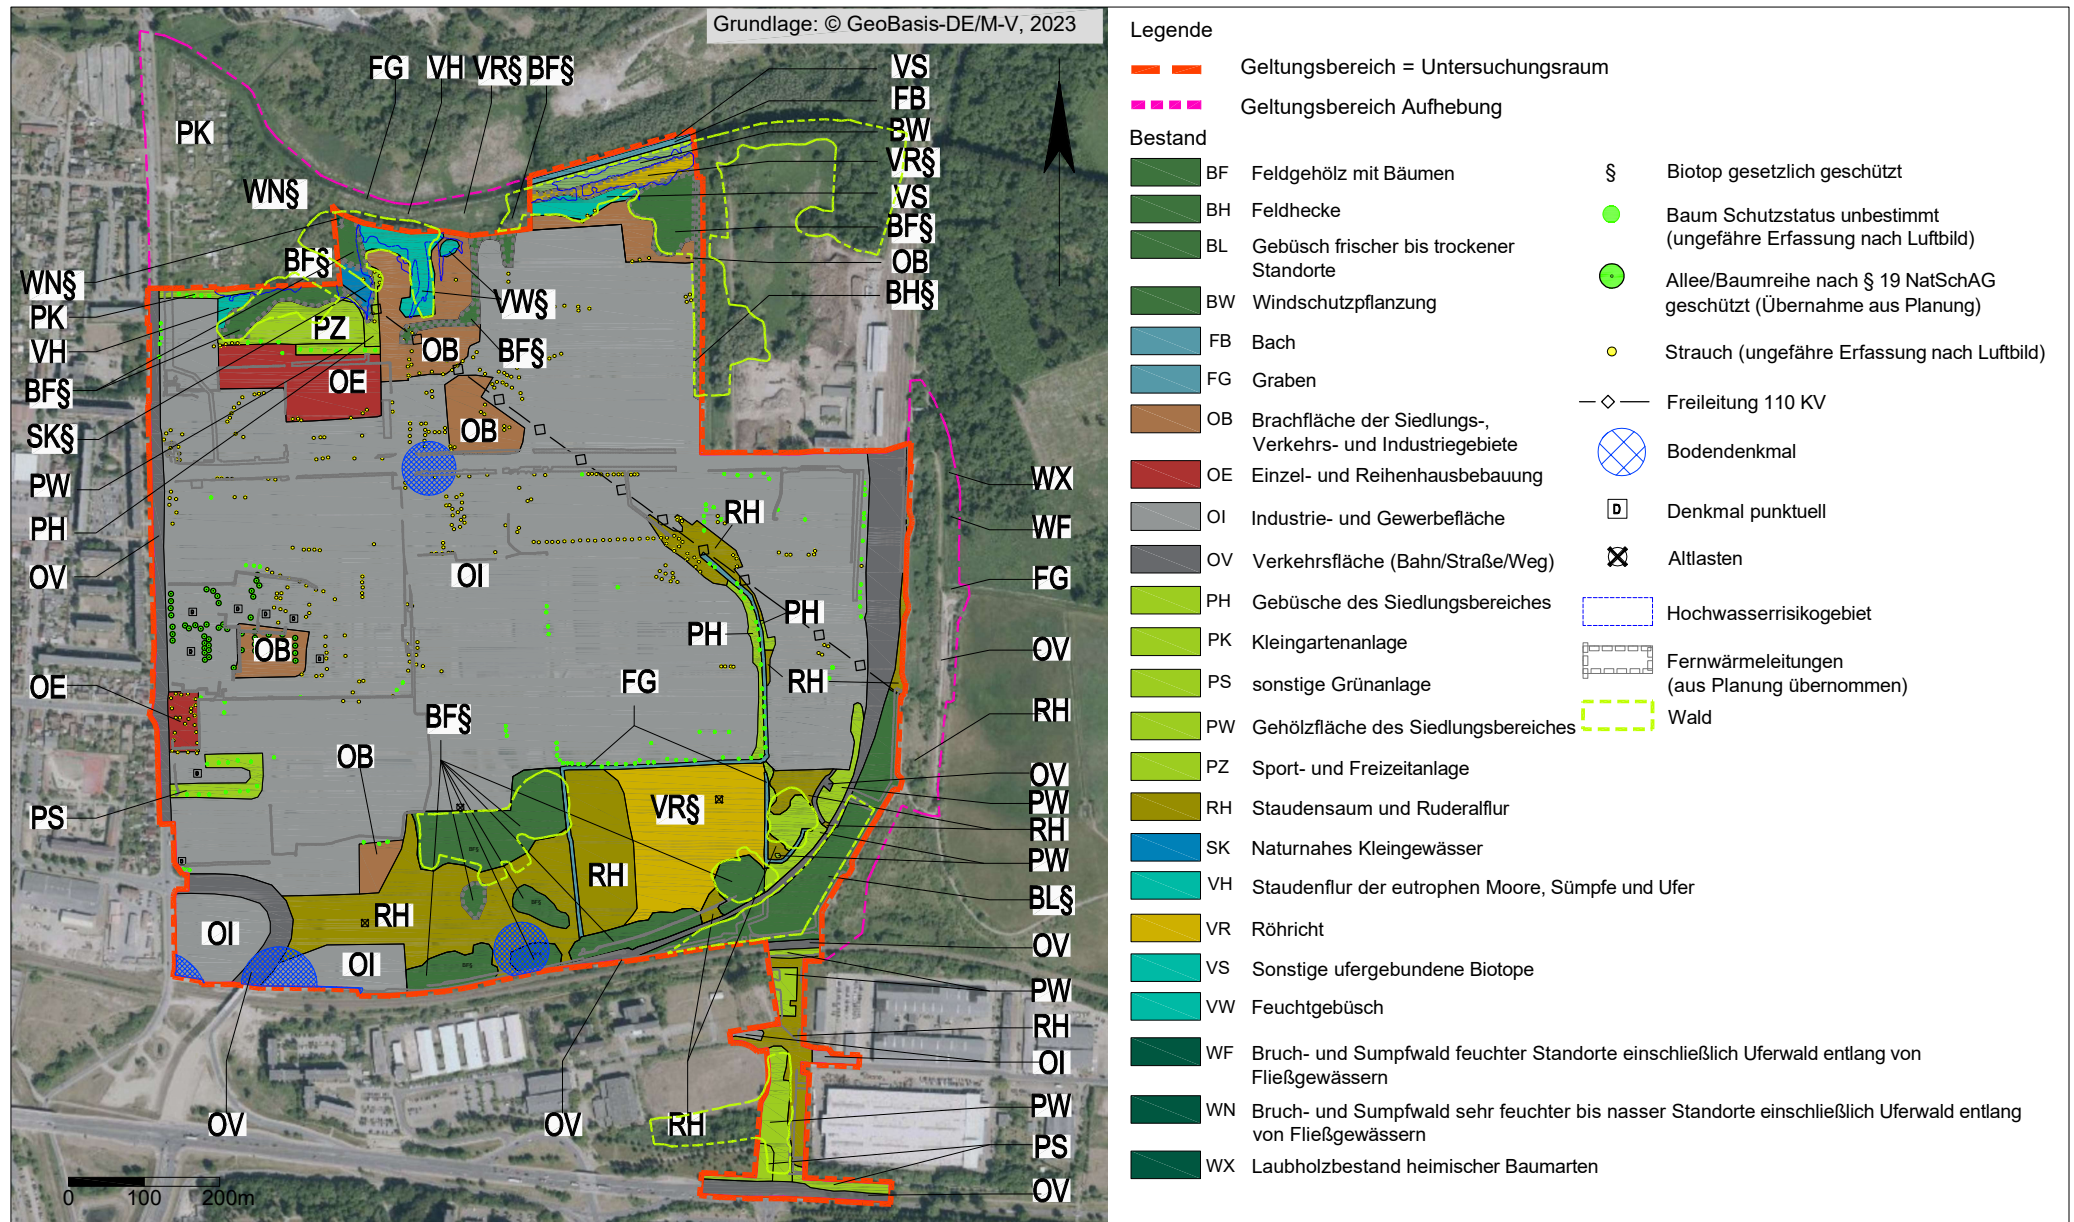 Grundlage: © GeoBasis-DE/M-V, 2023
FG
VH
VR§
BF§
VS
FB
BW
VR§
VS
BF§
OB
BH§
PK
WN§
BF§
WN§
PK
VH
BF§
SK§
PW
PH
OV
PZ
OE
OB
VW§
BF§
OB
OI
RH
PH
PH
RH
FG
WX
WF
FG
OV
RH
OV
PW
RH
PW
BL§
OV
PW
RH
OI
PW
PS
OV
OB
OE
BF§
OB
PS
VR§
RH
RH
OI
OI
OV
OV
RH
D
D
D
D
D
D
D
D
BF§
BF§
BF§
BF§
0 100 200m
Legende
Geltungsbereich = Untersuchungsraum
Geltungsbereich Aufhebung
Bestand
BF Feldgehölz mit Bäumen
BH Feldhecke
BL Gebüsch frischer bis trockener
Standorte
BW Windschutzpflanzung
FB Bach
FG Graben
OB Brachfläche der Siedlungs-,
Verkehrs- und Industriegebiete
OE Einzel- und Reihenhausbebauung
OI Industrie- und Gewerbefläche
OV Verkehrsfläche (Bahn/Straße/Weg)
PH Gebüsche des Siedlungsbereiches
PK Kleingartenanlage
PS sonstige Grünanlage
PW Gehölzfläche des Siedlungsbereiches
PZ Sport- und Freizeitanlage
RH Staudensaum und Ruderalflur
SK Naturnahes Kleingewässer
VH Staudenflur der eutrophen Moore, Sümpfe und Ufer
VR Röhricht
VS Sonstige ufergebundene Biotope
VW Feuchtgebüsch
WF Bruch- und Sumpfwald feuchter Standorte einschließlich Uferwald entlang von
Fließgewässern
WN Bruch- und Sumpfwald sehr feuchter bis nasser Standorte einschließlich Uferwald entlang
von Fließgewässern
WX Laubholzbestand heimischer Baumarten
§ Biotop gesetzlich geschützt
Baum Schutzstatus unbestimmt
(ungefähre Erfassung nach Luftbild)
Allee/Baumreihe nach § 19 NatSchAG
geschützt (Übernahme aus Planung)
Strauch (ungefähre Erfassung nach Luftbild)
Freileitung 110 KV
Bodendenkmal
D Denkmal punktuell
Altlasten
Hochwasserrisikogebiet
Fernwärmeleitungen
(aus Planung übernommen)
Wald